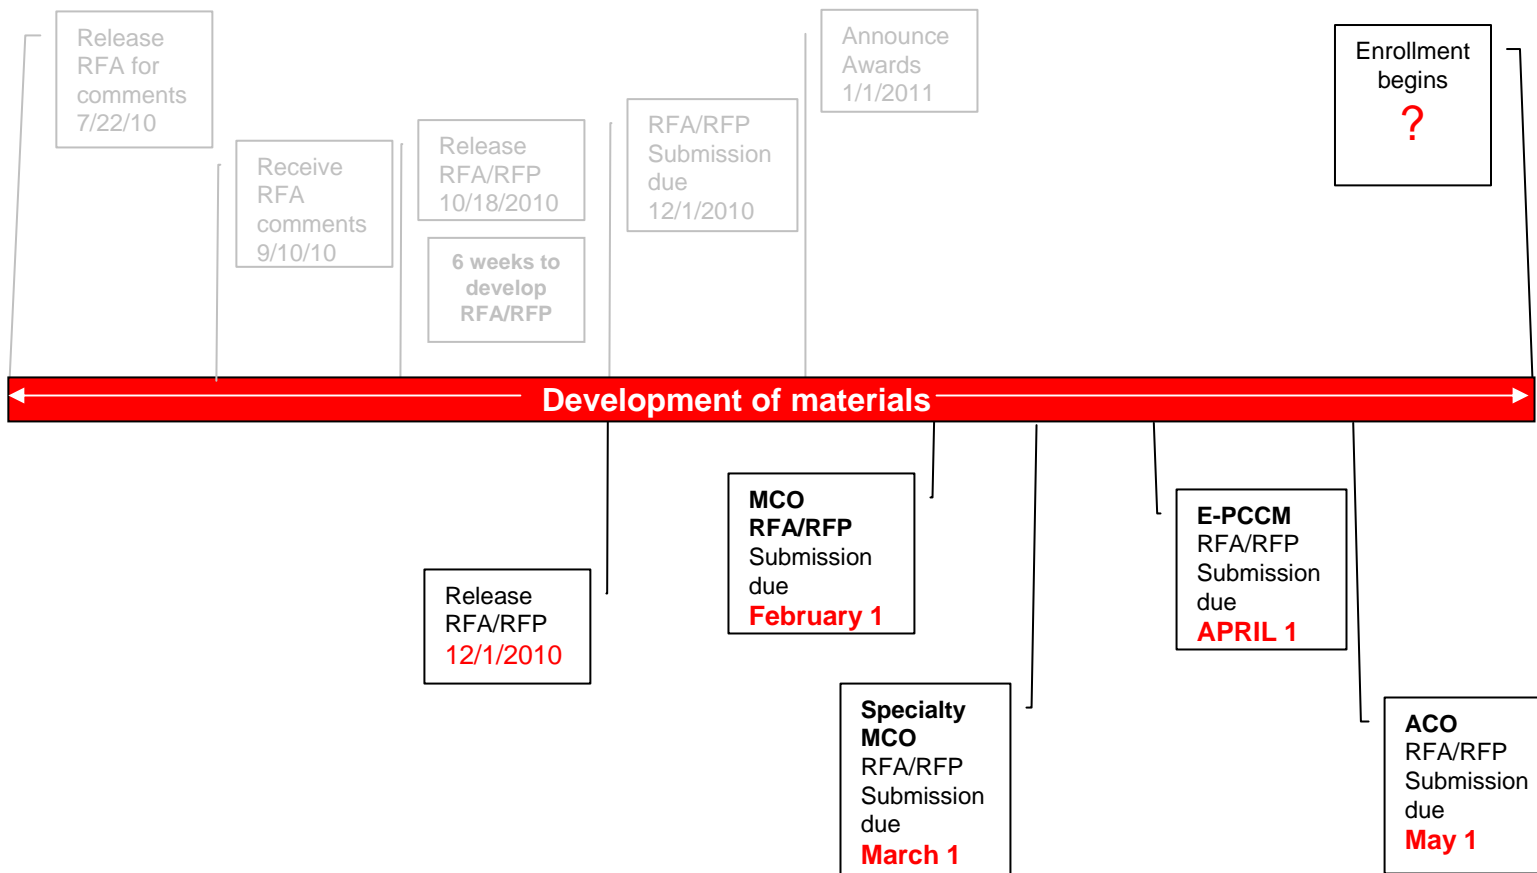 Release
RFA for
comments
7/22/10
Receive
RFA
comments
9/10/10
Release
RFA/RFP
10/18/2010
6 weeks to
develop
RFA/RFP
RFA/RFP
Submission
due
12/1/2010
Announce
Awards
1/1/2011
Enrollment
begins
?
Development of materials
Release
RFA/RFP
12/1/2010
MCO
RFA/RFP
Submission
due
February 1
Specialty
MCO
RFA/RFP
Submission
due
March 1
E-PCCM
RFA/RFP
Submission
due
APRIL 1
ACO
RFA/RFP
Submission
due
May 1